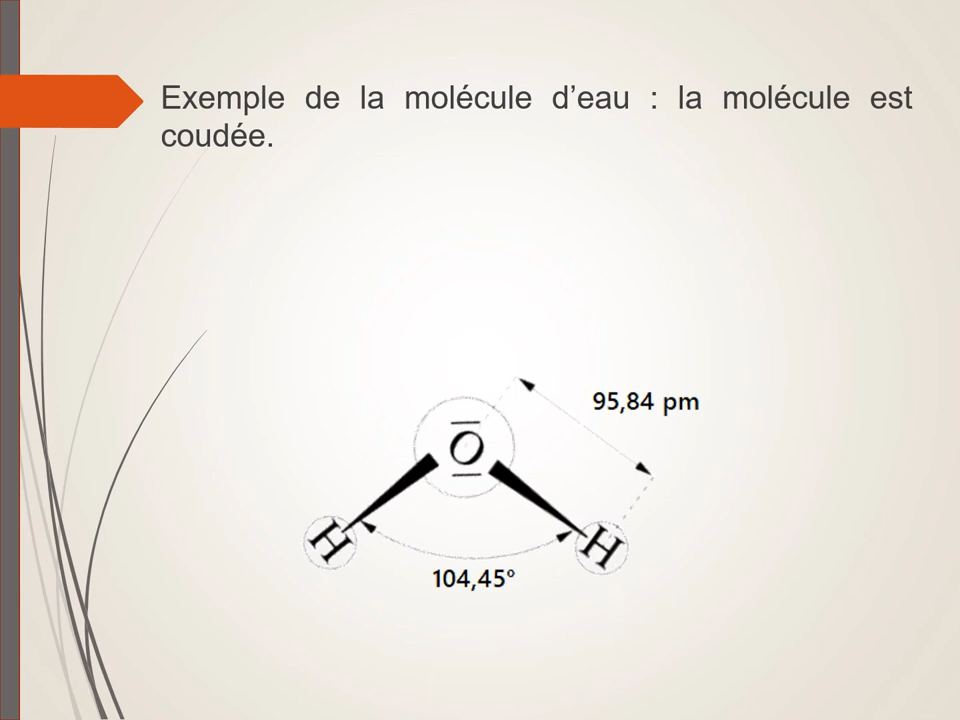 Exemple de la molécule d’eau : la molécule est
coudée.
95,84 pm
O
H
H
104,45°